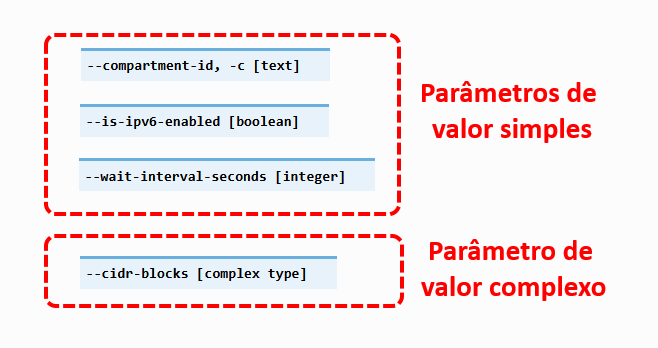 --compartment-id, -c [text]
--is-ipv6-enabled [boolean]
--wait-interval-seconds [integer]
Parâmetros de
valor simples
--cidr-blocks [complex type]
Parâmetro de
valor complexo